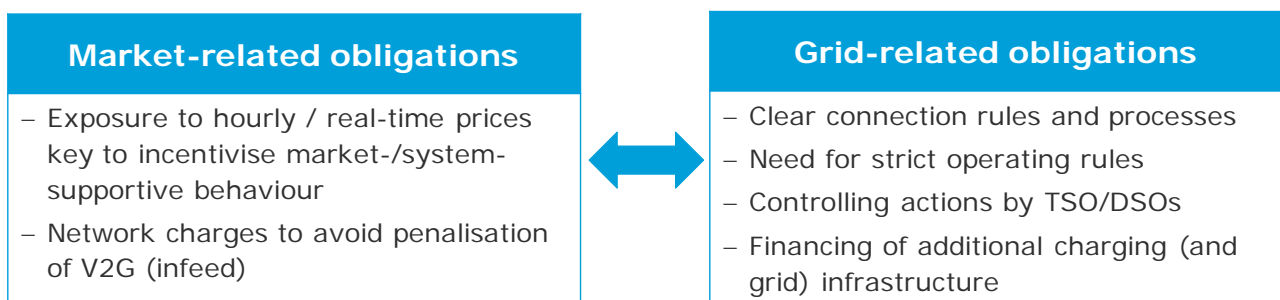 Market-related obligations
– Exposure to hourly / real-time prices
key to incentivise market-/system-
supportive behaviour
– Network charges to avoid penalisation
of V2G (infeed)
Grid-related obligations
– Clear connection rules and processes
– Need for strict operating rules
– Controlling actions by TSO/DSOs
– Financing of additional charging (and
grid) infrastructure